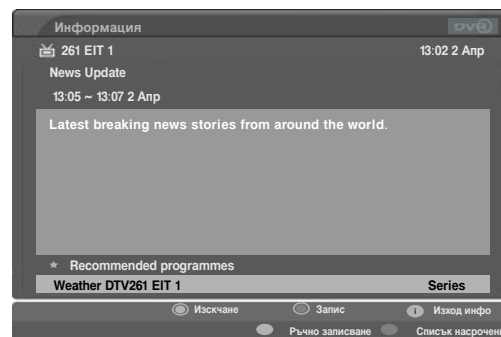 Информация
DVR
261 EIT 1 13:02 2 Апр
News Update
13:05 ~ 13:07 2 Апр
Latest breaking news stories from around the world.
★ Recommended programmes
Weather DTV261 EIT 1 Series
Изскчане Запис i Изход инфо
Ръчно записване Списък насрочен